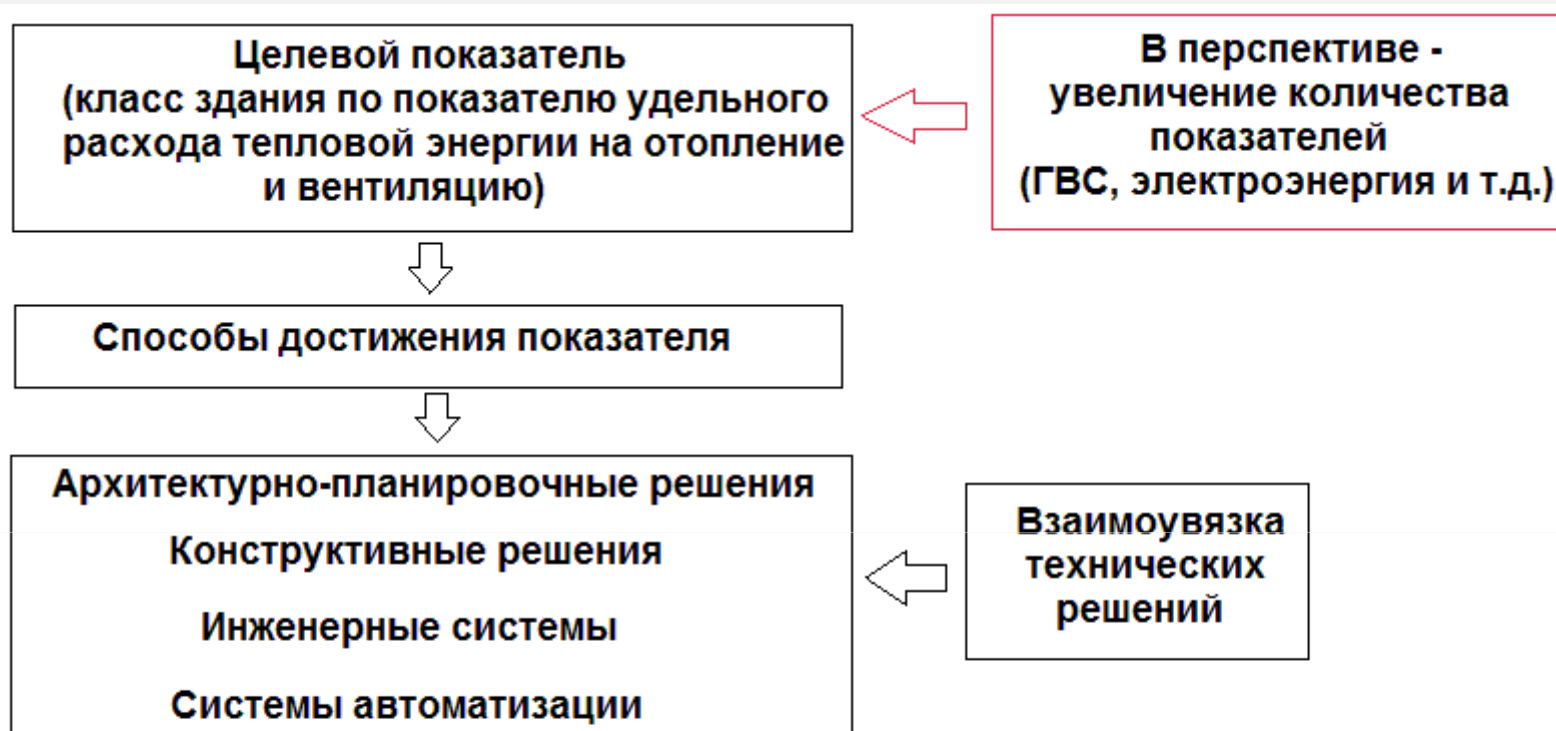 Целевой показатель
(класс здания по показателю удельного
расхода тепловой энергии на отопление
и вентиляцию)
В перспективе -
увеличение количества
показателей
(ГВС, электроэнергия и т.д.)
Способы достижения показателя
Архитектурно-планировочные решения
Конструктивные решения
Инженерные системы
Системы автоматизации
Взаимоувязка
технических
решений